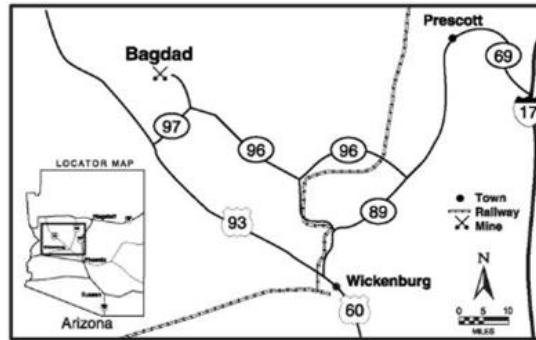 Prescott
69
Bagdad
17
97
96
96
LOCATOR MAP
89
93
Town
Railway
Mine
N
Wickenburg
60
0 5 10
MILES
Arizona